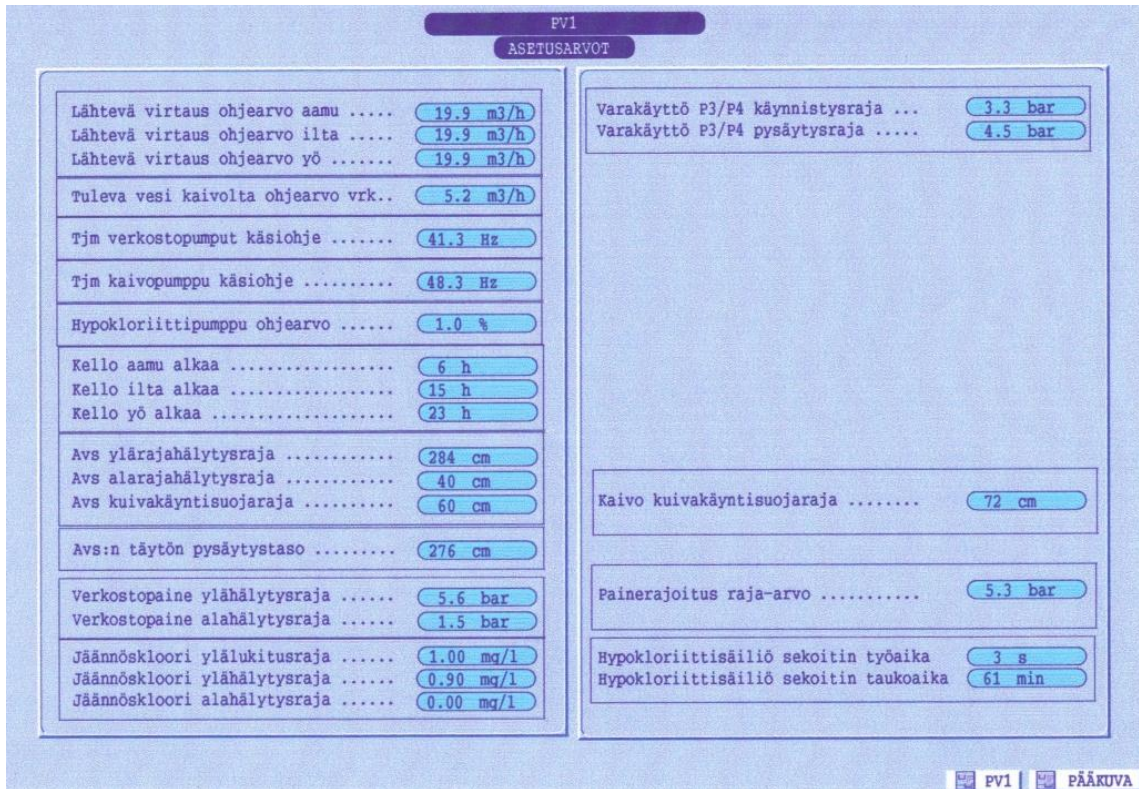 PV1
ASETUSARVOT
Lähtevä virtaus ohjearvo aamu ..... 19.9 m3/h
Lähtevä virtaus ohjearvo ilta ..... 19.9 m3/h
Lähtevä virtaus ohjearvo yö ....... 19.9 m3/h
Tuleva vesi kaivolta ohjearvo vrk.. 5.2 m3/h
Tjm verkostopumput käsiohje ....... 41.3 Hz
Tjm kaivopumppu käsiohje .......... 48.3 Hz
Hypokloriittipumppu ohjearvo ...... 1.0 %
Kello aamu alkaa .................. 6 h
Kello ilta alkaa .................. 15 h
Kello yö alkaa .................... 23 h
Avs ylärajahälytysraja ............ 284 cm
Avs alarajahälytysraja ............ 40 cm
Avs kuivakäyntisuojaraja .......... 60 cm
Avs:n täytön pysäytystaso ......... 276 cm
Verkostopaine ylähälytysraja ...... 5.6 bar
Verkostopaine alahälytysraja ...... 1.5 bar
Jäännöskloori ylälukitusraja ...... 1.00 mg/l
Jäännöskloori ylähälytysraja ...... 0.90 mg/l
Jäännöskloori alahälytysraja ...... 0.00 mg/l
Varakäyttö P3/P4 käynnistysraja ... 3.3 bar
Varakäyttö P3/P4 pysäytysraja ..... 4.5 bar
Kaivo kuivakäyntisuojaraja ........ 72 cm
Painerajoitus raja-arvo ........... 5.3 bar
Hypokloriittisäiliö sekoitin työaika 3 s
Hypokloriittisäiliö sekoitin taukoaika 61 min
PV1
PÄÄKUVA